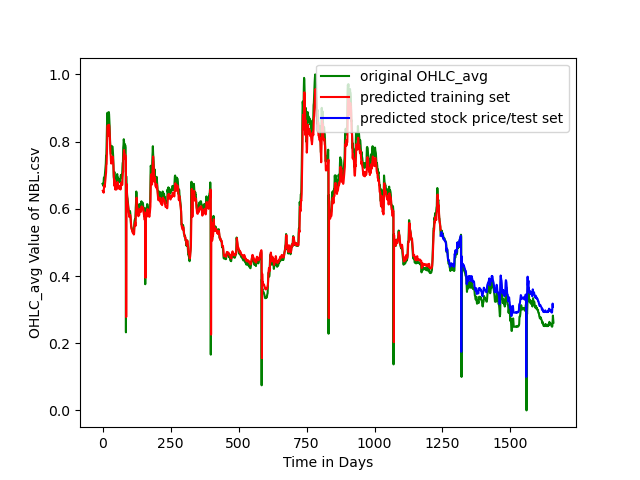 original OHLC_avg
predicted training set
predicted stock price/test set
OHLC_avg Value of NBL.csv
1.0
0.8
0.6
0.4
0.2
0.0
0 250 500 750 1000 1250 1500
Time in Days